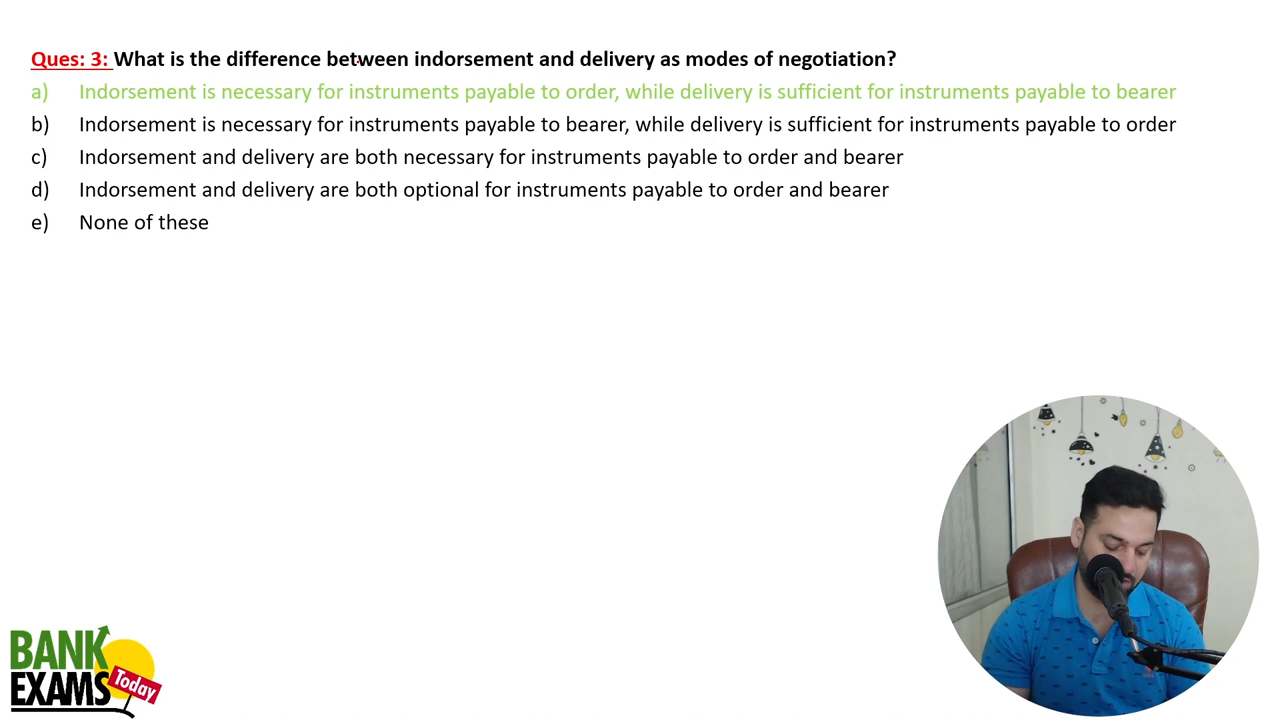 Ques: 3: What is the difference between indorsement and delivery as modes of negotiation?
a) Indorsement is necessary for instruments payable to order, while delivery is sufficient for instruments payable to bearer
b) Indorsement is necessary for instruments payable to bearer, while delivery is sufficient for instruments payable to order
c) Indorsement and delivery are both necessary for instruments payable to order and bearer
d) Indorsement and delivery are both optional for instruments payable to order and bearer
e) None of these
BANK
EXAMS
Today